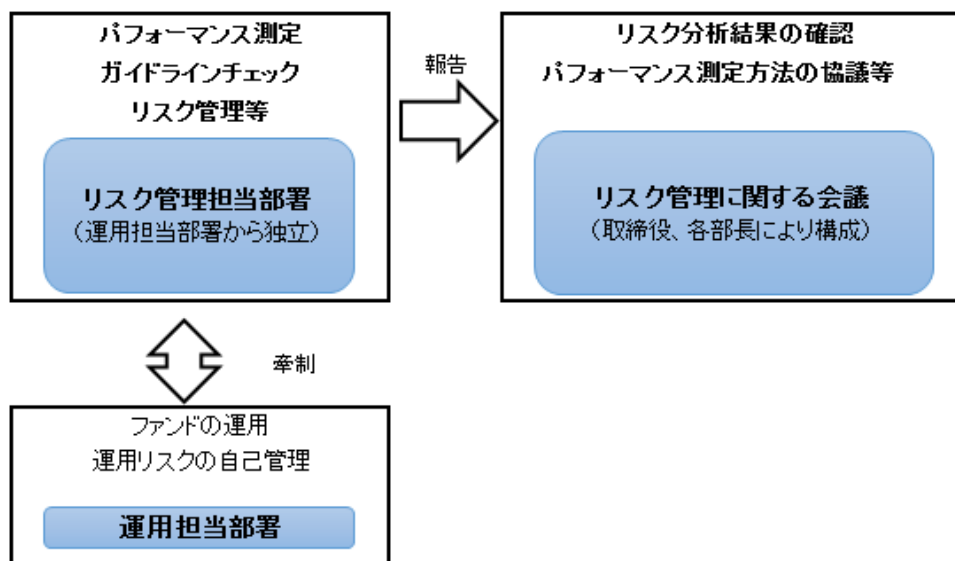 パフォーマンス測定
ガイドラインチェック
リスク管理等
リスク管理担当部署
（運用担当部署から独立）
報告
リスク分析結果の確認
パフォーマンス測定方法の協議等
リスク管理に関する会議
（取締役、各部長により構成）
牽制
ファンドの運用
運用リスクの自己管理
運用担当部署